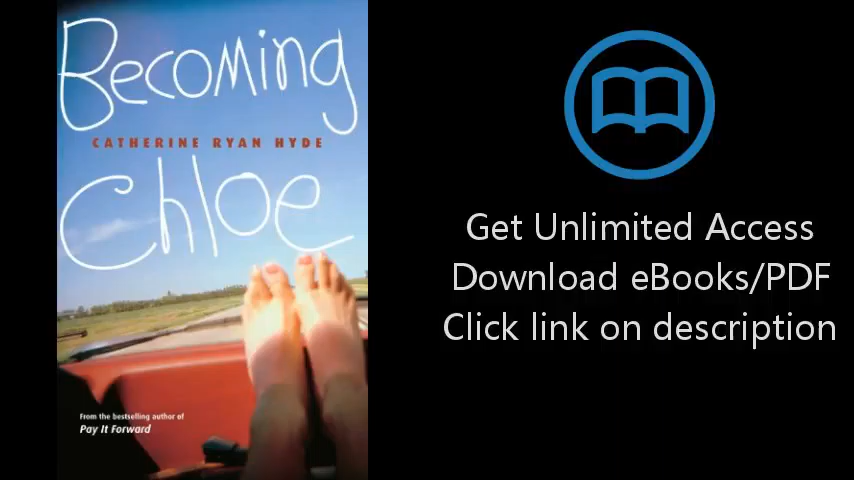 Becoming
CATHERINE RYAN HYDE
Chloe
From the bestselling author of
Pay It Forward
Get Unlimited Access
Download eBooks/PDF
Click link on description